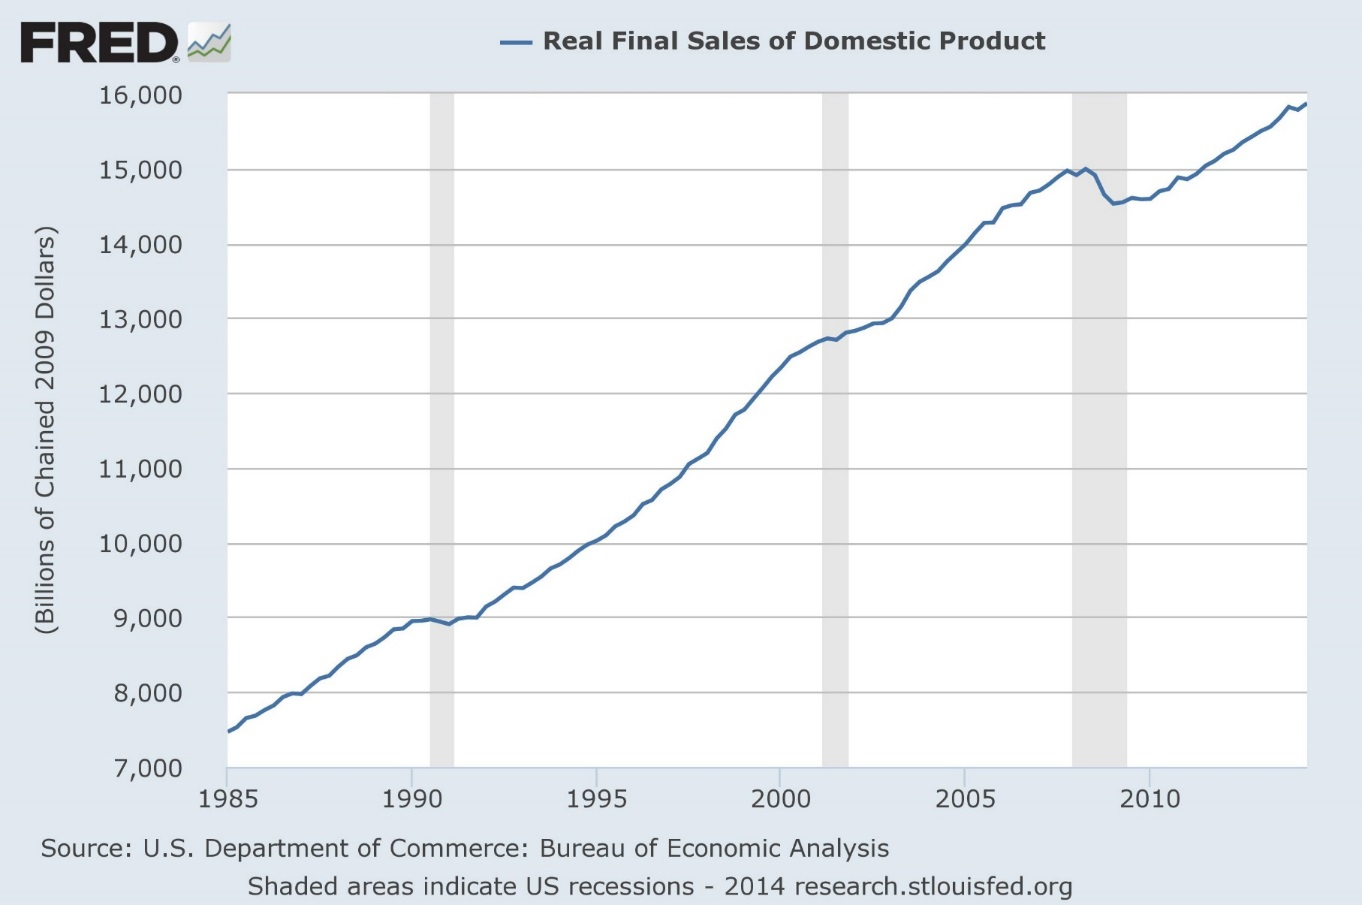 FRED®
Real Final Sales of Domestic Product
(Billions of Chained 2009 Dollars)
16,000
15,000
14,000
13,000
12,000
11,000
10,000
9,000
8,000
7,000
1985 1990 1995 2000 2005 2010
Source: U.S. Department of Commerce: Bureau of Economic Analysis
Shaded areas indicate US recessions - 2014 research.stlouisfed.org